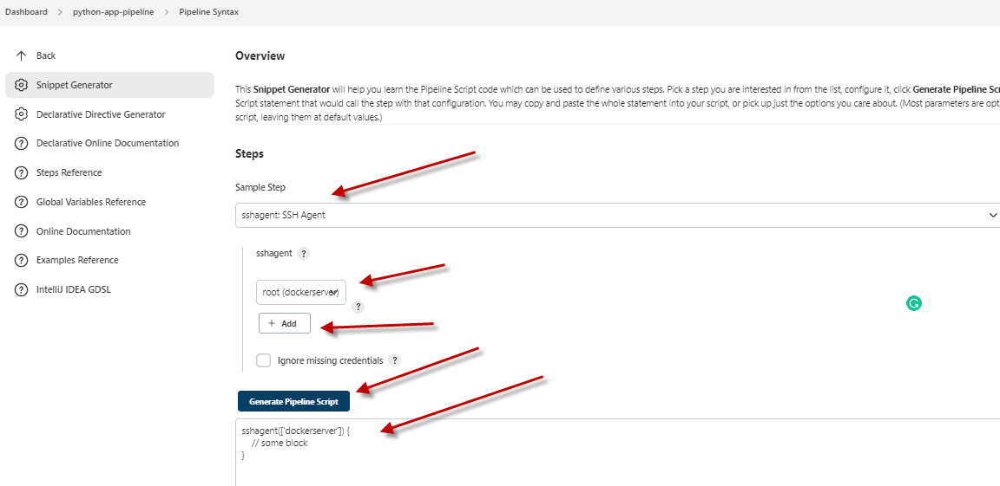 Dashboard > python-app-pipeline > Pipeline Syntax
Back
Snippet Generator
Declarative Directive Generator
Declarative Online Documentation
Steps Reference
Global Variables Reference
Online Documentation
Examples Reference
IntelliJ IDEA GDSL
Overview
This Snippet Generator will help you learn the Pipeline Script code which can be used to define various steps. Pick a step you are interested in from the list, configure it, click Generate Pipeline Sc
Script statement that would call the step with that configuration. You may copy and paste the whole statement into your script, or pick up just the options you care about. (Most parameters are opt
script, leaving them at default values.)
Steps
Sample Step
sshagent: SSH Agent
sshagent ?
root (dockerserver)
?
+ Add
Ignore missing credentials ?
Generate Pipeline Script
sshagent(['dockerserver']) {
// some block
}